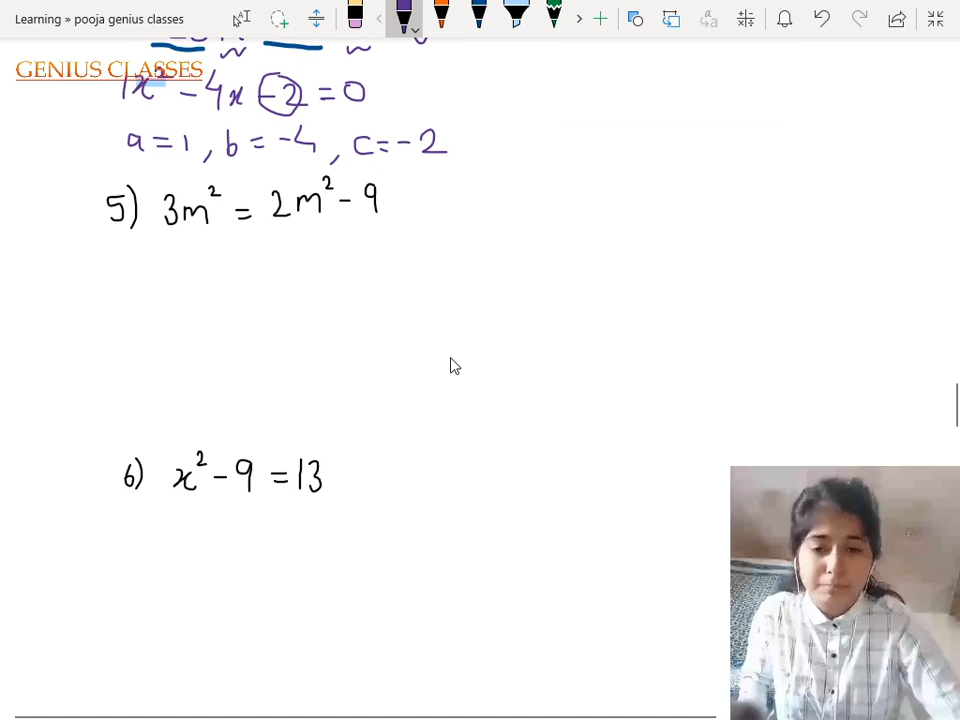 Learning » pooja genius classes
GENIUS CLASSES
1x² - 4x - 2 = 0
a = 1, b = -4, c = -2
5) 3m² = 2m² - 9
6) x² - 9 = 13